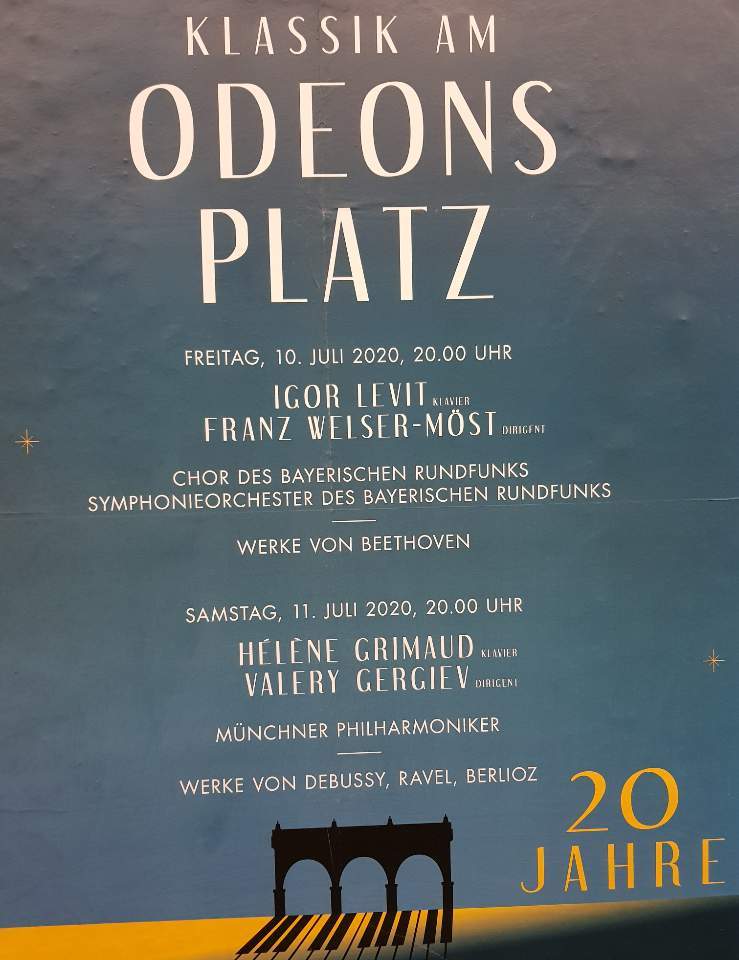 KLASSIK AM
ODEONS
PLATZ
FREITAG, 10. JULI 2020, 20.00 UHR
IGOR LEVIT KLAVIER
FRANZ WELSER-MÖST DIRIGENT
CHOR DES BAYERISCHEN RUNDFUNKS
SYMPHONIEORCHESTER DES BAYERISCHEN RUNDFUNKS
WERKE VON BEETHOVEN
SAMSTAG, 11. JULI 2020, 20.00 UHR
HÉLÈNE GRIMAUD KLAVIER
VALERY GERGIEV DIRIGENT
MÜNCHNER PHILHARMONIKER
WERKE VON DEBUSSY, RAVEL, BERLIOZ
20
JAHRE